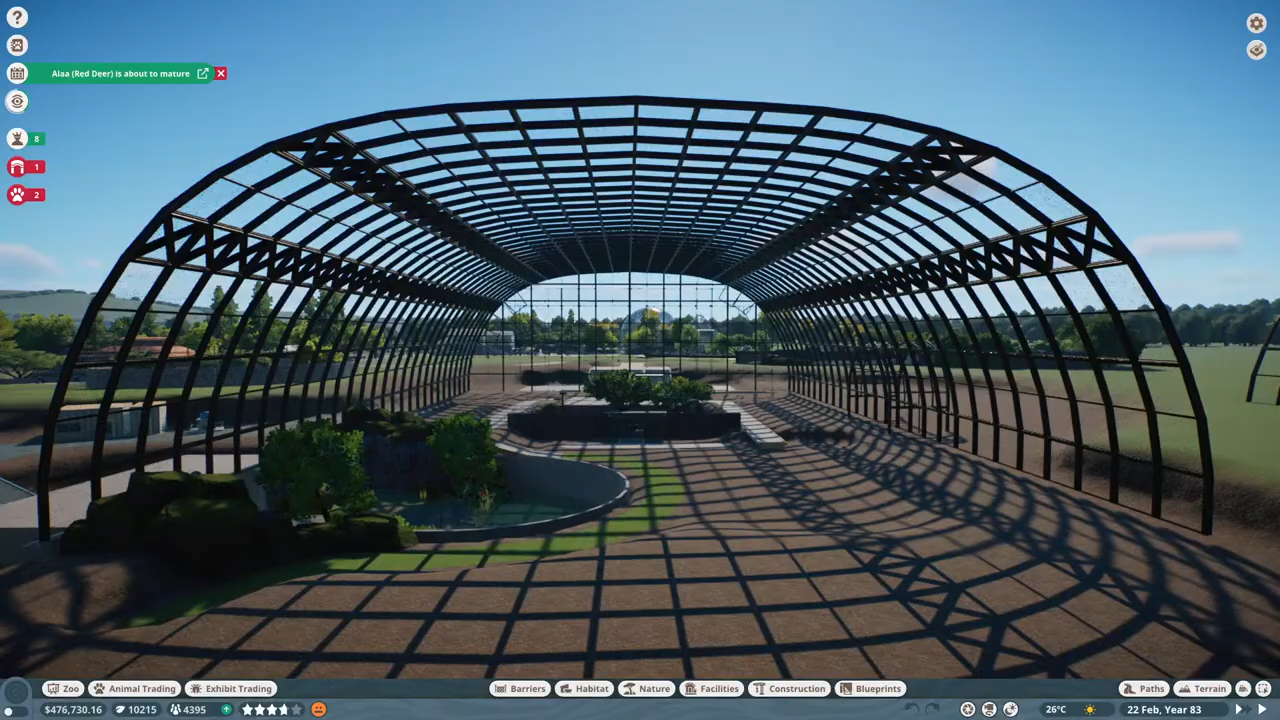 ?
Alaa (Red Deer) is about to mature
8
1
2
Zoo
Animal Trading
Exhibit Trading
Barriers
Habitat
Nature
Facilities
Construction
Blueprints
Paths
Terrain
$476,730.16
10215
4395
26°C
22 Feb, Year 83